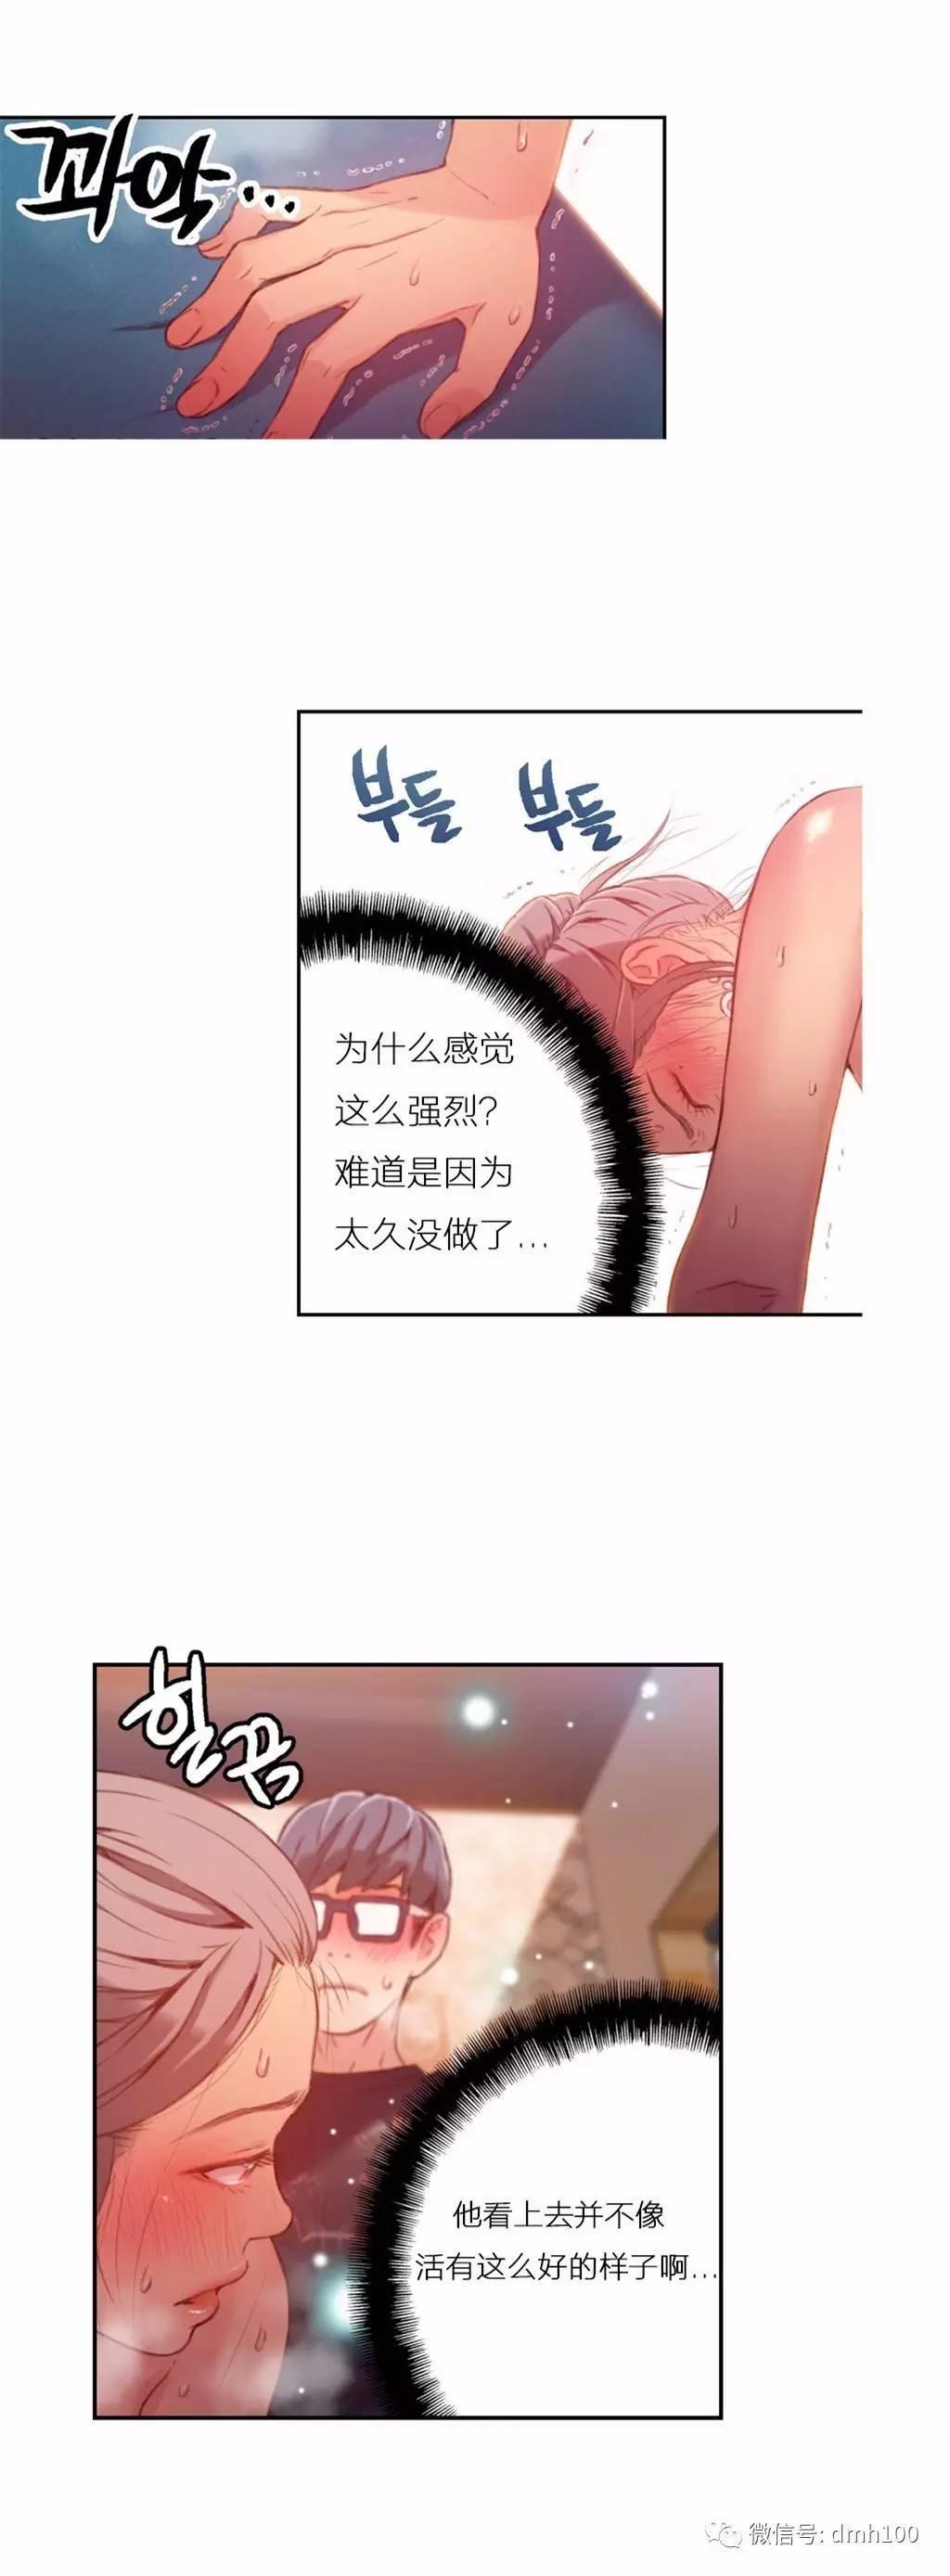 꽈악...
부들 부들
为什么感觉
这么强烈？
难道是因为
太久没做了...
힐끔
他看上去并不像
活有这么好的样子啊...
微信号: dmh100